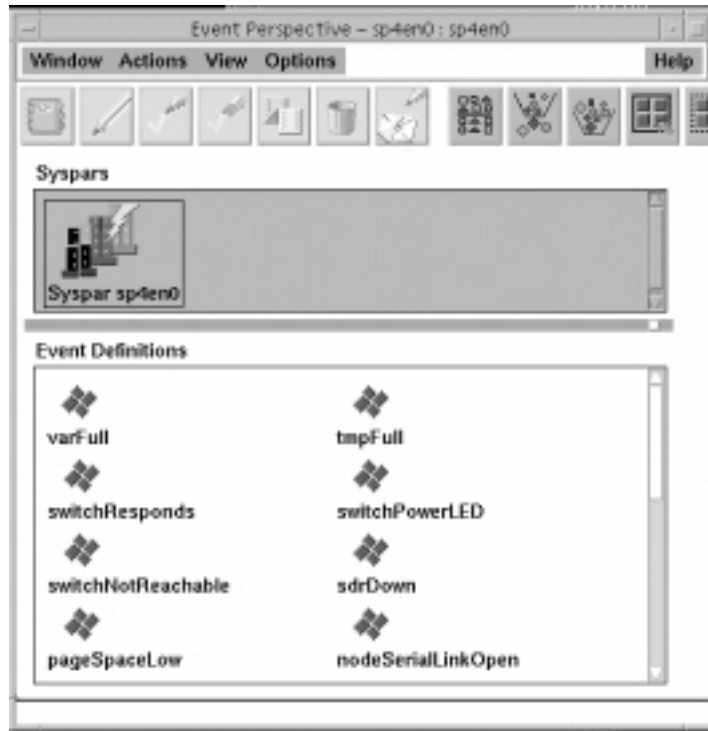 Event Perspective – sp4en0 : sp4en0
Window Actions View Options Help
Syspars
Syspar sp4en0
Event Definitions
varFull tmpFull
switchResponds switchPowerLED
switchNotReachable sdrDown
pageSpaceLow nodeSerialLinkOpen